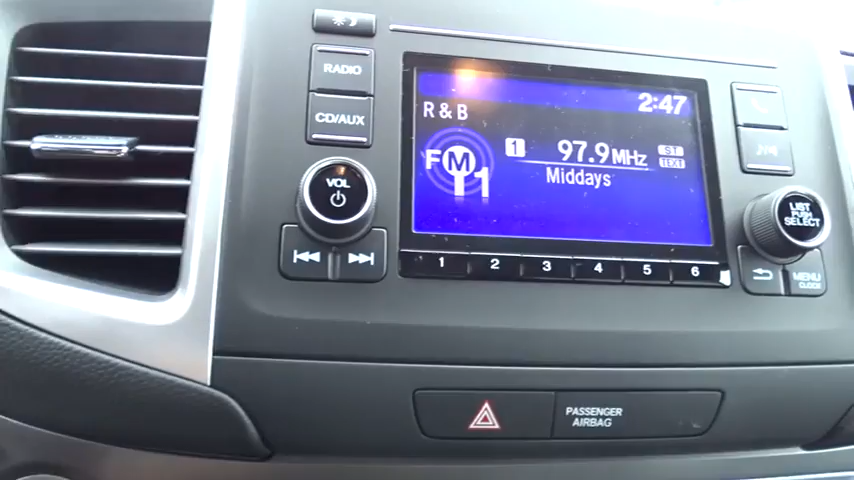 RADIO
CD/AUX
VOL
R & B
2:47
FM1
1
97.9MHz
ST
TEXT
Middays
1 2 3 4 5 6
LIST
PUSH
SELECT
MENU
CLOCK
PASSENGER
AIRBAG